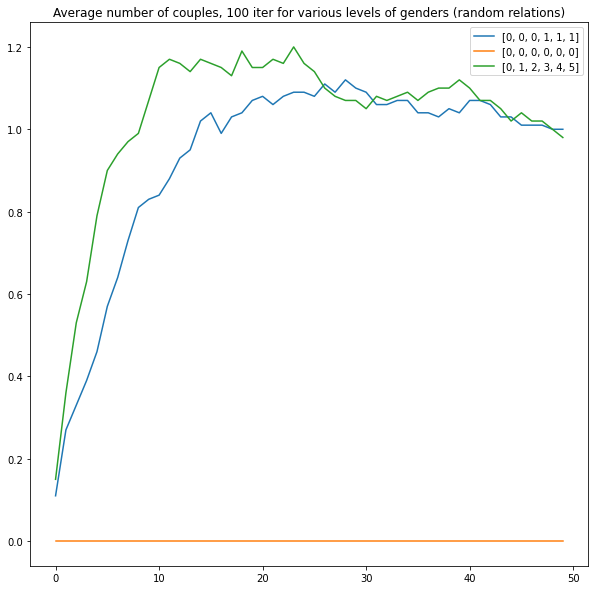 Average number of couples, 100 iter for various levels of genders (random relations)
[0, 0, 0, 1, 1, 1]
[0, 0, 0, 0, 0, 0]
[0, 1, 2, 3, 4, 5]
1.2
1.0
0.8
0.6
0.4
0.2
0.0
0 10 20 30 40 50